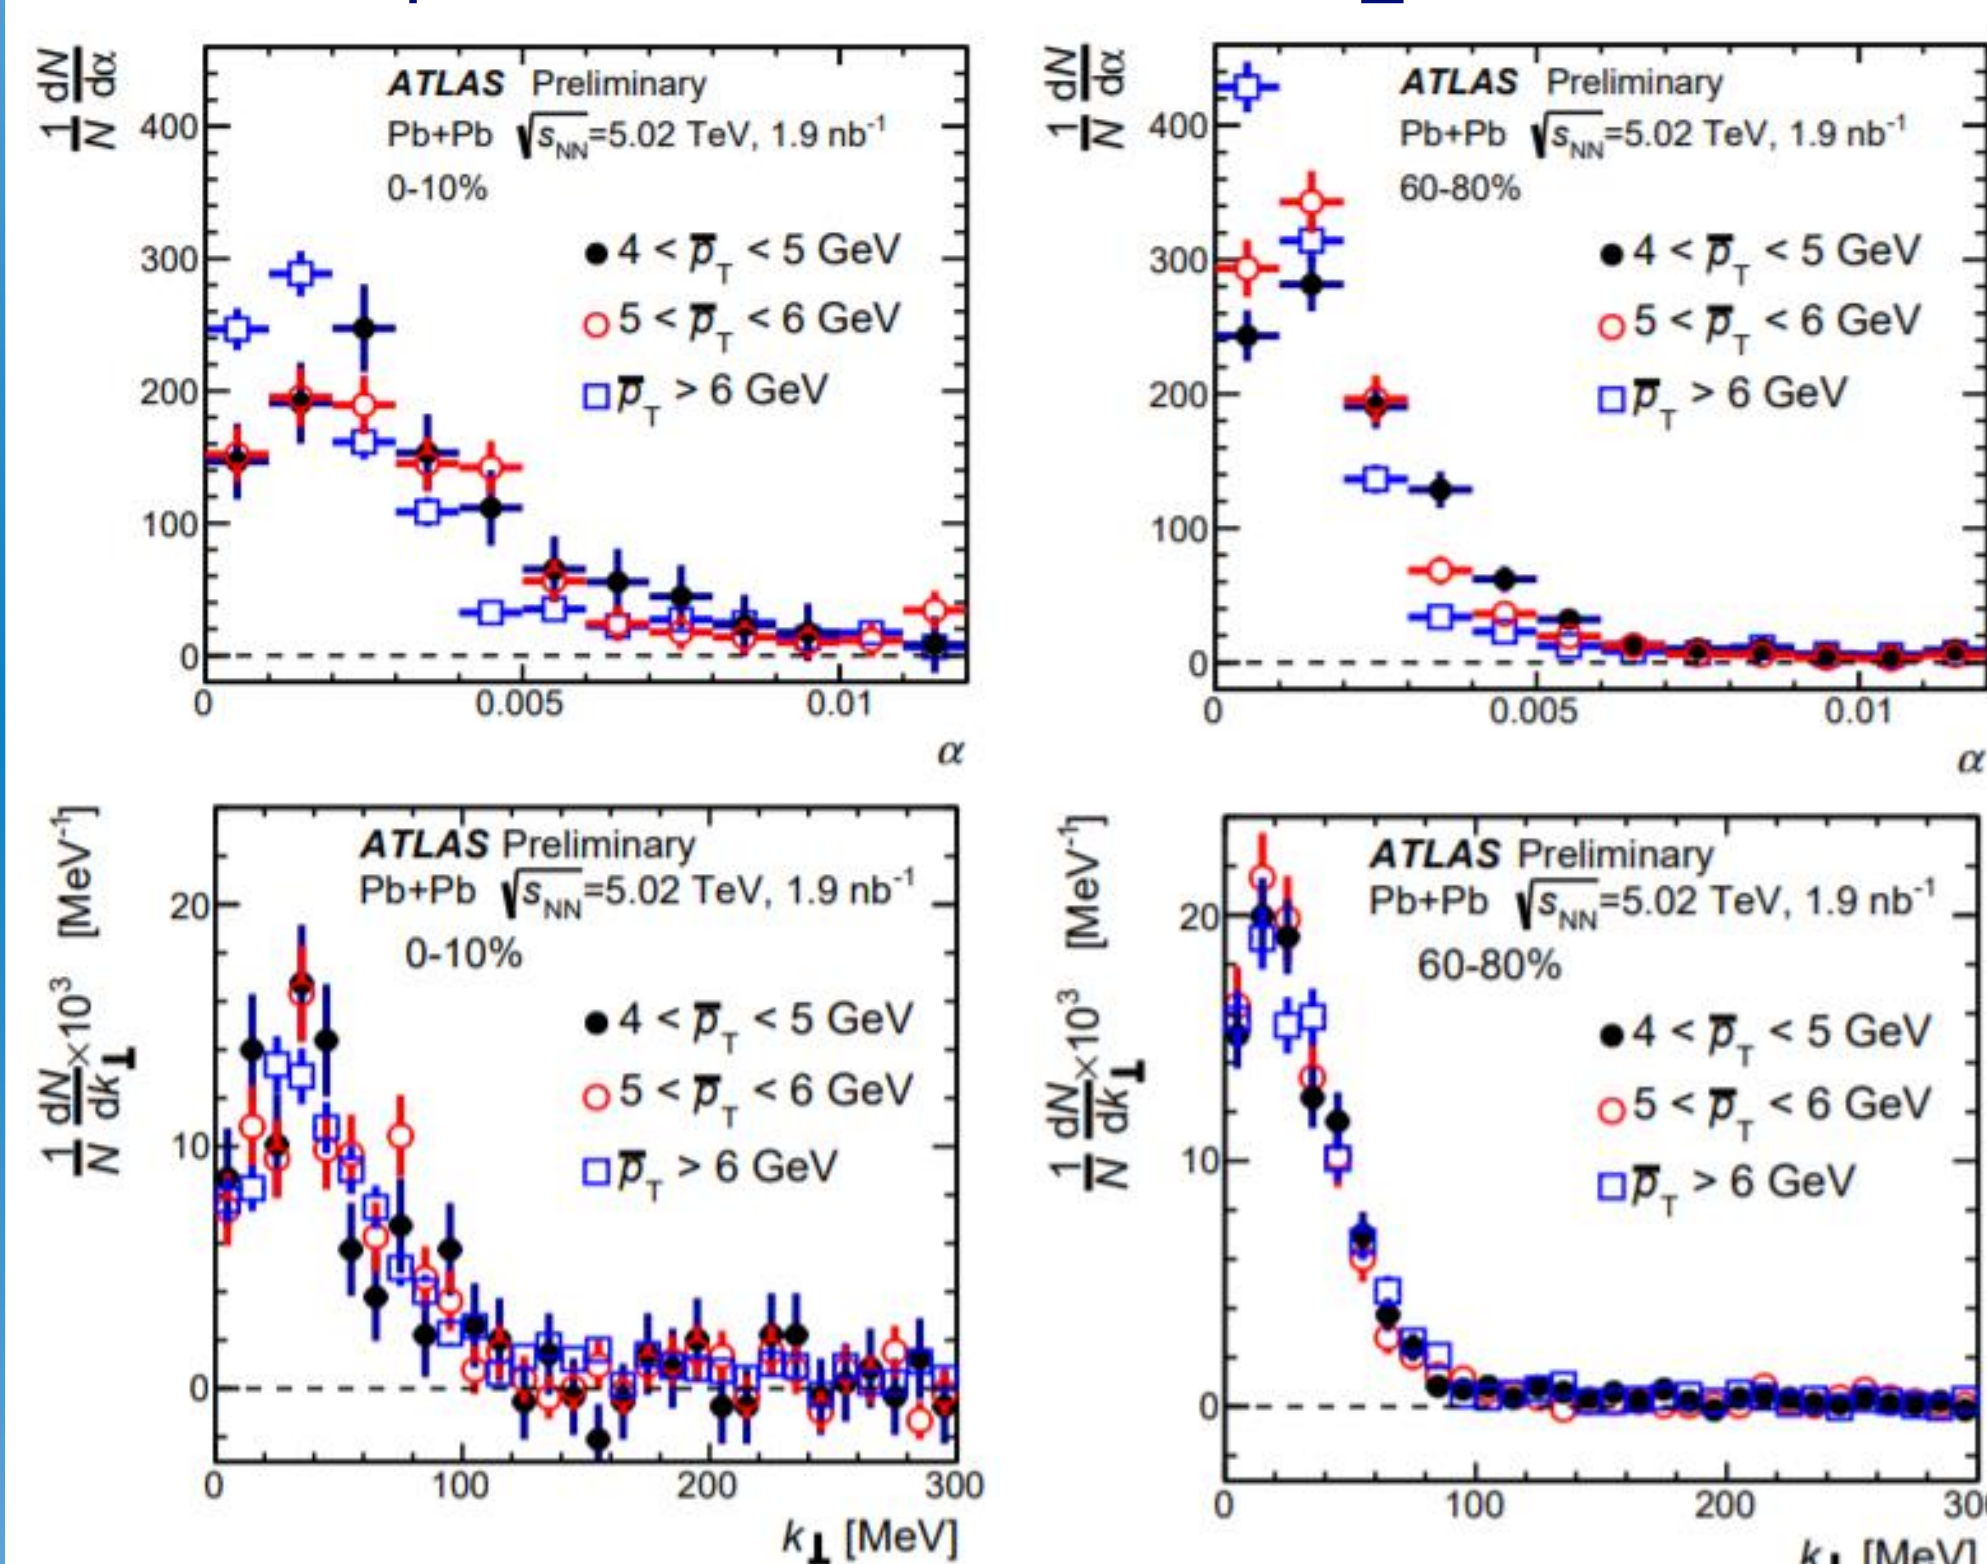 1/N dN/dα
ATLAS Preliminary
Pb+Pb √sNN=5.02 TeV, 1.9 nb-1
0-10%
4 < p̅T < 5 GeV
5 < p̅T < 6 GeV
p̅T > 6 GeV
400
300
200
100
0
0 0.005 0.01
α
1/N dN/dα
ATLAS Preliminary
Pb+Pb √sNN=5.02 TeV, 1.9 nb-1
60-80%
4 < p̅T < 5 GeV
5 < p̅T < 6 GeV
p̅T > 6 GeV
400
300
200
100
0
0 0.005 0.01
α
1/N dN/dk⊥ ×10³ [MeV-1]
ATLAS Preliminary
Pb+Pb √sNN=5.02 TeV, 1.9 nb-1
0-10%
4 < p̅T < 5 GeV
5 < p̅T < 6 GeV
p̅T > 6 GeV
20
10
0
0 100 200 300
k⊥ [MeV]
1/N dN/dk⊥ ×10³ [MeV-1]
ATLAS Preliminary
Pb+Pb √sNN=5.02 TeV, 1.9 nb-1
60-80%
4 < p̅T < 5 GeV
5 < p̅T < 6 GeV
p̅T > 6 GeV
20
10
0
0 100 200 30
k⊥ [MeV]